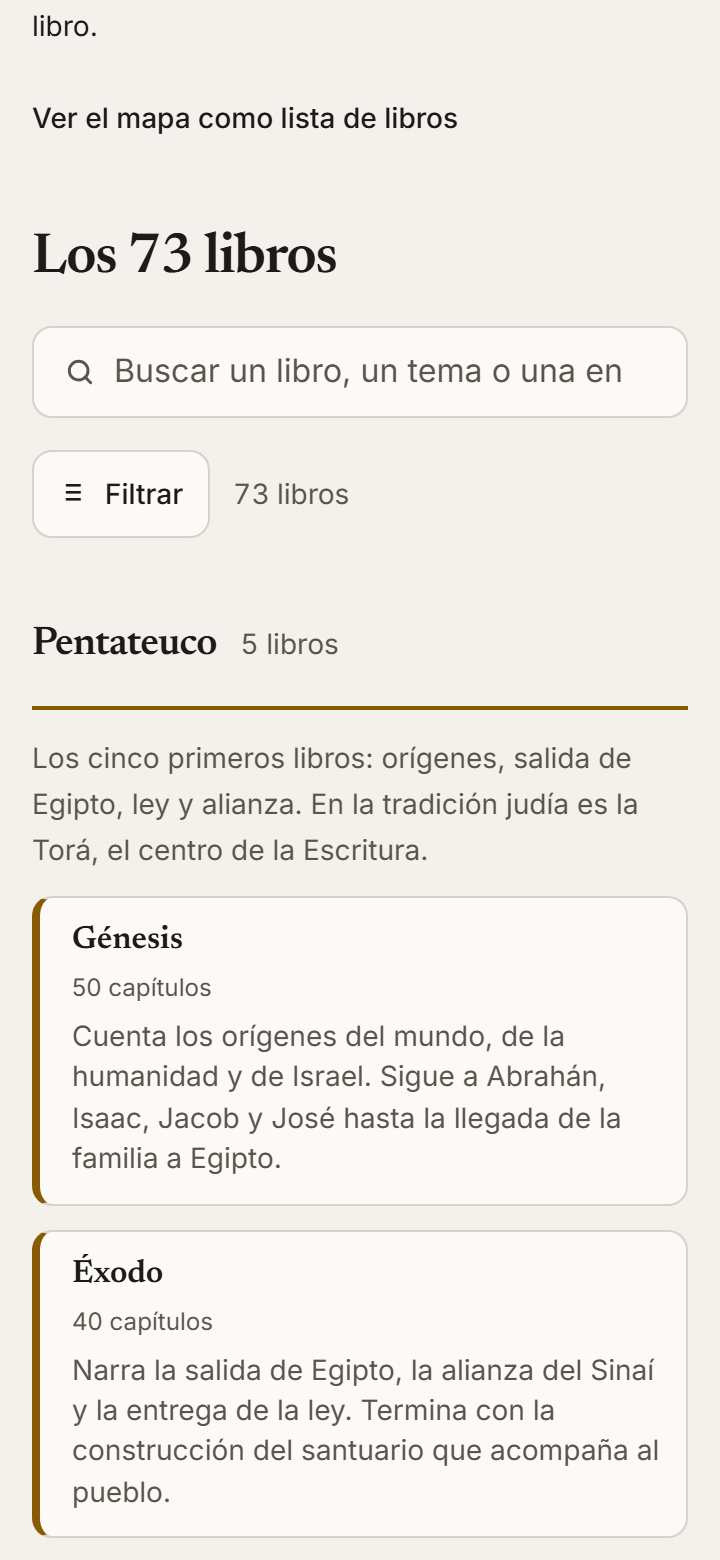 libro.
Ver el mapa como lista de libros
Los 73 libros
Buscar un libro, un tema o una en
Filtrar
73 libros
Pentateuco 5 libros
Los cinco primeros libros: orígenes, salida de
Egipto, ley y alianza. En la tradición judía es la
Torá, el centro de la Escritura.
Génesis
50 capítulos
Cuenta los orígenes del mundo, de la
humanidad y de Israel. Sigue a Abrahán,
Isaac, Jacob y José hasta la llegada de la
familia a Egipto.
Éxodo
40 capítulos
Narra la salida de Egipto, la alianza del Sinaí
y la entrega de la ley. Termina con la
construcción del santuario que acompaña al
pueblo.